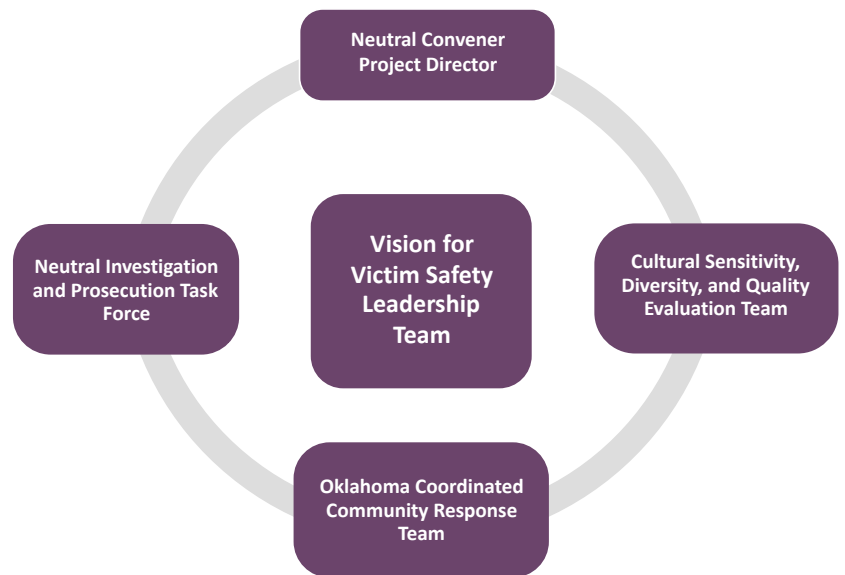 Neutral Convener
Project Director
Vision for
Victim Safety
Leadership
Team
Neutral Investigation
and Prosecution Task
Force
Cultural Sensitivity,
Diversity, and Quality
Evaluation Team
Oklahoma Coordinated
Community Response
Team